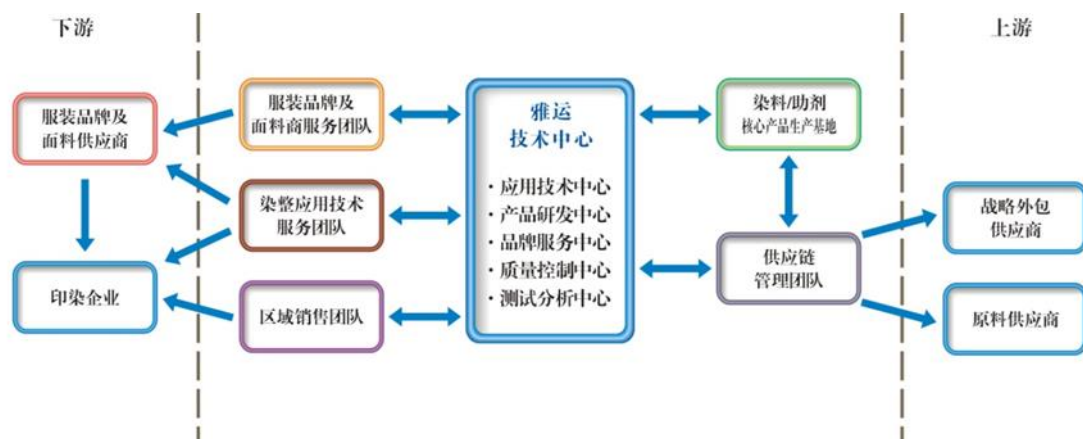 下游
上游
服装品牌及
面料供应商
印染企业
服装品牌及
面料商服务团队
染整应用技术
服务团队
区域销售团队
雅运
技术中心
·应用技术中心
·产品研发中心
·品牌服务中心
·质量控制中心
·测试分析中心
染料/助剂
核心产品生产基地
供应链
管理团队
战略外包
供应商
原料供应商